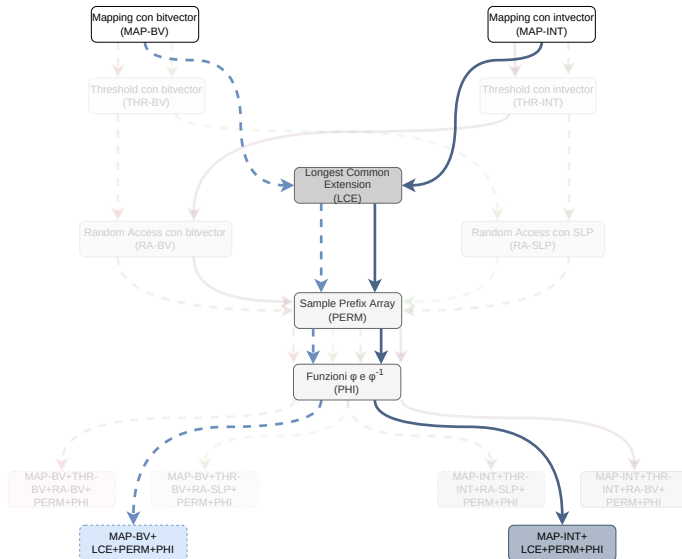 Mapping con bitvector
(MAP-BV)
Mapping con intvector
(MAP-INT)
Threshold con bitvector
(THR-BV)
Threshold con intvector
(THR-INT)
Longest Common
Extension
(LCE)
Random Access con bitvector
(RA-BV)
Random Access con SLP
(RA-SLP)
Sample Prefix Array
(PERM)
Funzioni φ e φ⁻¹
(PHI)
MAP-BV+THR-
BV+RA-BV+
PERM+PHI
MAP-BV+THR-
BV+RA-SLP+
PERM+PHI
MAP-INT+THR-
INT+RA-SLP+
PERM+PHI
MAP-INT+THR-
INT+RA-BV+
PERM+PHI
MAP-BV+
LCE+PERM+PHI
MAP-INT+
LCE+PERM+PHI